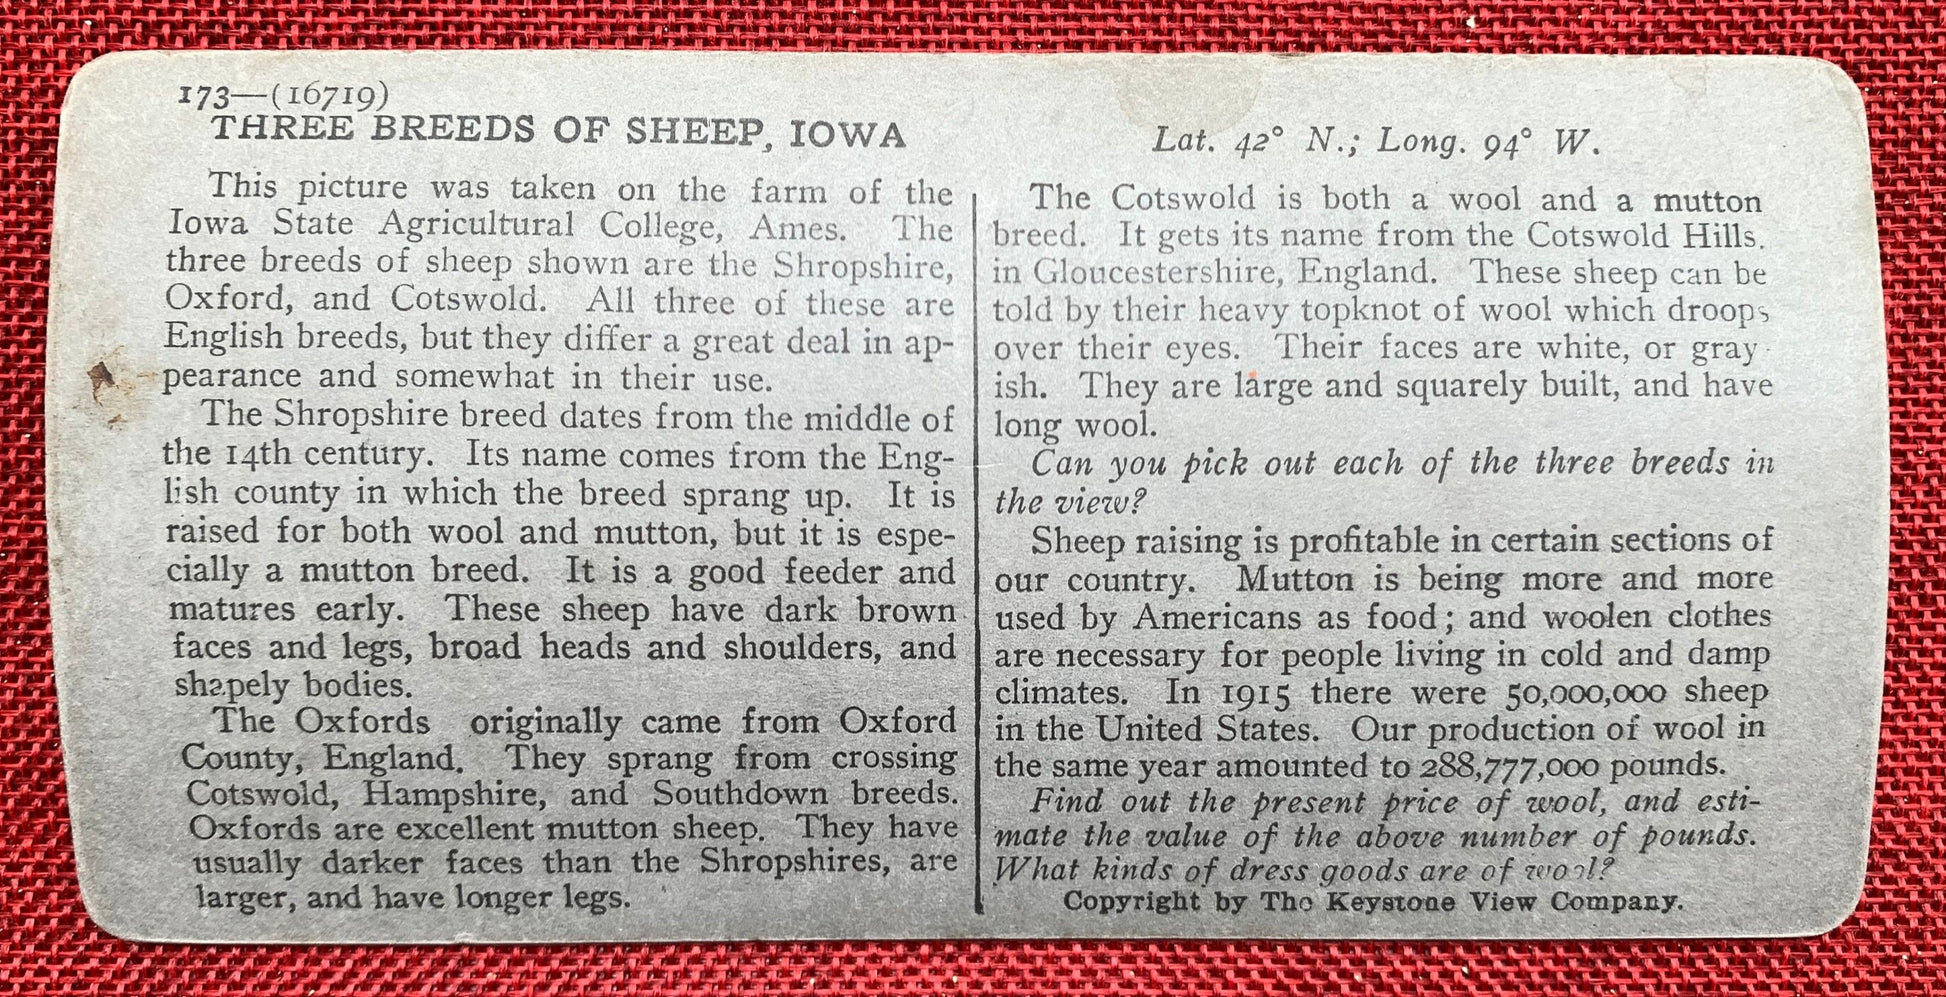 173—(16719)
THREE BREEDS OF SHEEP, IOWA
Lat. 42° N.; Long. 94° W.
This picture was taken on the farm of the
Iowa State Agricultural College, Ames. The
three breeds of sheep shown are the Shropshire,
Oxford, and Cotswold. All three of these are
English breeds, but they differ a great deal in ap-
pearance and somewhat in their use.
The Shropshire breed dates from the middle of
the 14th century. Its name comes from the Eng-
lish county in which the breed sprang up. It is
raised for both wool and mutton, but it is espe-
cially a mutton breed. It is a good feeder and
matures early. These sheep have dark brown
faces and legs, broad heads and shoulders, and
shapely bodies.
The Oxfords originally came from Oxford
County, England. They sprang from crossing
Cotswold, Hampshire, and Southdown breeds.
Oxfords are excellent mutton sheep. They have
usually darker faces than the Shropshires, are
larger, and have longer legs.
The Cotswold is both a wool and a mutton
breed. It gets its name from the Cotswold Hills.
in Gloucestershire, England. These sheep can be
told by their heavy topknot of wool which droops
over their eyes. Their faces are white, or gray-
ish. They are large and squarely built, and have
long wool.
Can you pick out each of the three breeds in
the view?
Sheep raising is profitable in certain sections of
our country. Mutton is being more and more
used by Americans as food; and woolen clothes
are necessary for people living in cold and damp
climates. In 1915 there were 50,000,000 sheep
in the United States. Our production of wool in
the same year amounted to 288,777,000 pounds.
Find out the present price of wool, and esti-
mate the value of the above number of pounds.
What kinds of dress goods are of wool?
Copyright by The Keystone View Company.